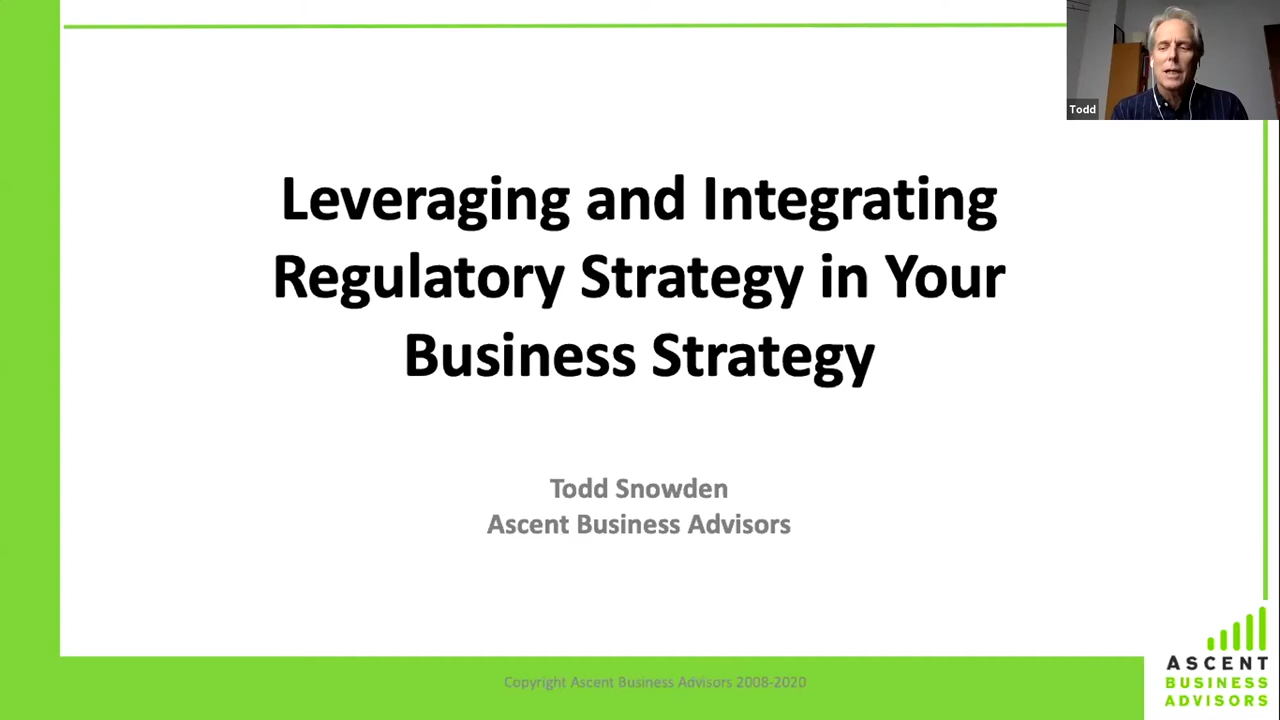 Todd
Leveraging and Integrating
Regulatory Strategy in Your
Business Strategy
Todd Snowden
Ascent Business Advisors
Copyright Ascent Business Advisors 2008-2020
ASCENT
BUSINESS
ADVISORS